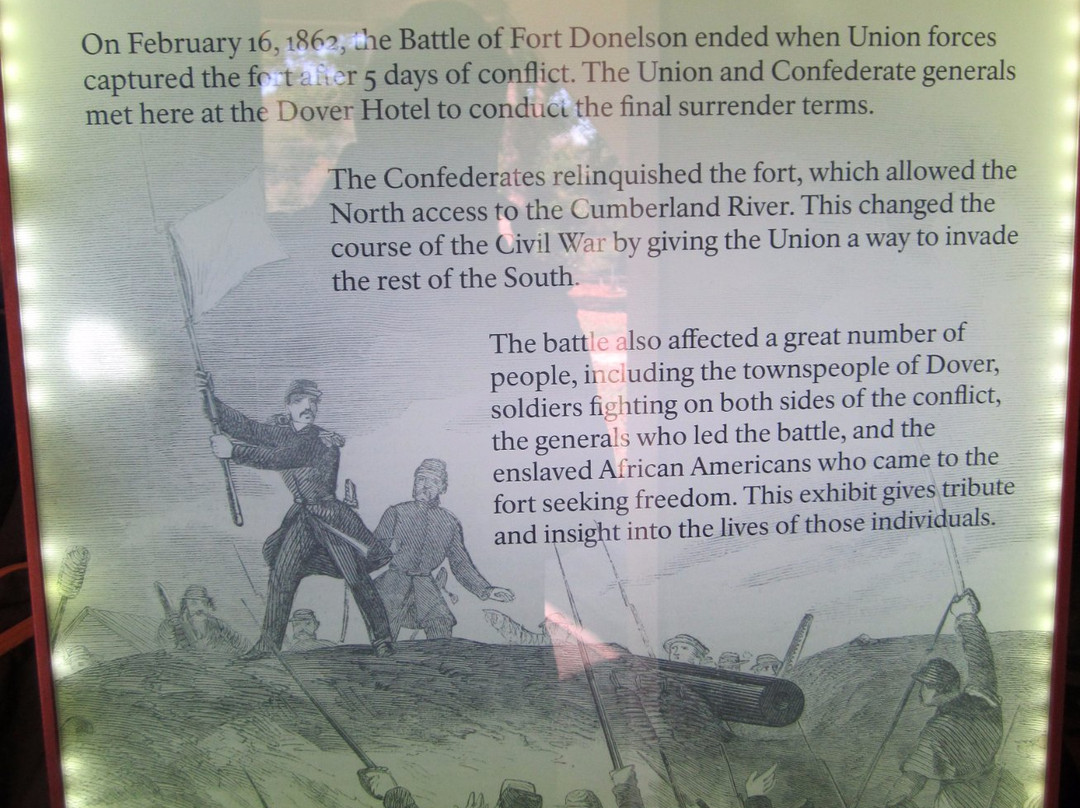 On February 16, 1862, the Battle of Fort Donelson ended when Union forces
captured the fort after 5 days of conflict. The Union and Confederate generals
met here at the Dover Hotel to conduct the final surrender terms.
The Confederates relinquished the fort, which allowed the
North access to the Cumberland River. This changed the
course of the Civil War by giving the Union a way to invade
the rest of the South.
The battle also affected a great number of
people, including the townspeople of Dover,
soldiers fighting on both sides of the conflict,
the generals who led the battle, and the
enslaved African Americans who came to the
fort seeking freedom. This exhibit gives tribute
and insight into the lives of those individuals.